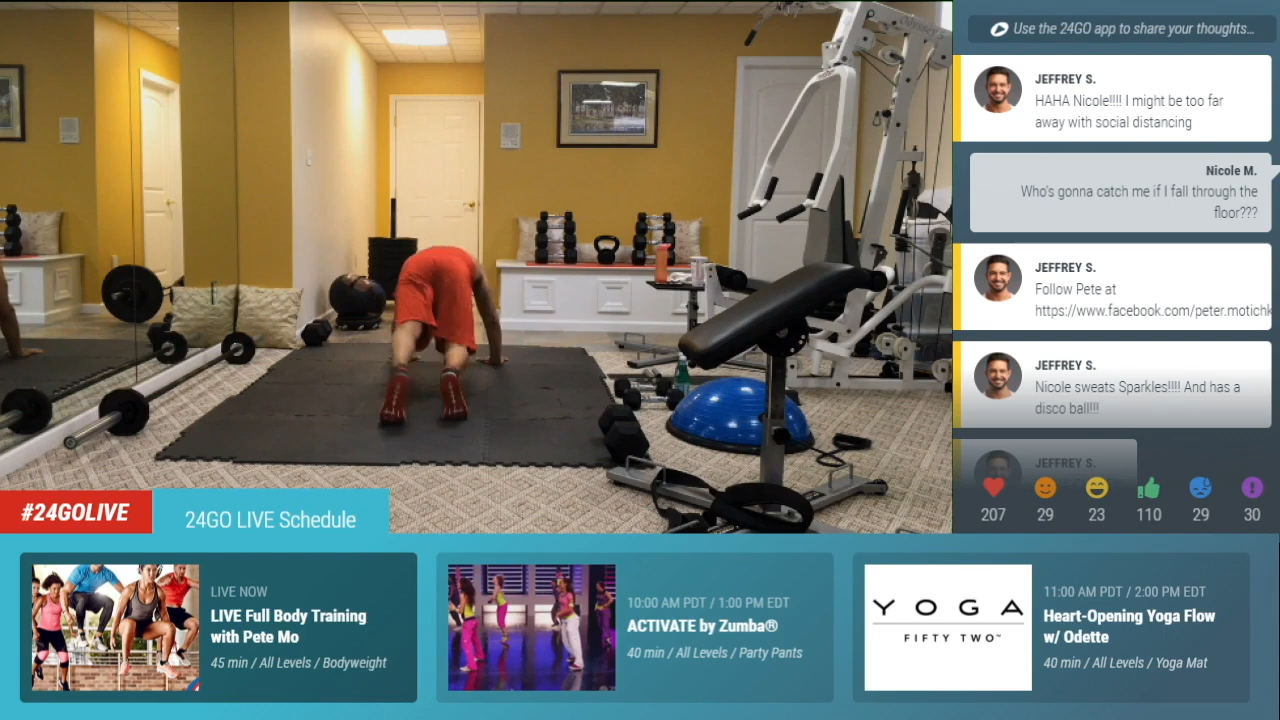 Use the 24GO app to share your thoughts...
JEFFREY S.
HAHA Nicole!!!! I might be too far
away with social distancing
Nicole M.
Who's gonna catch me if I fall through the
floor???
JEFFREY S.
Follow Pete at
https://www.facebook.com/peter.motichk
JEFFREY S.
Nicole sweats Sparkles!!!! And has a
disco ball!!!
JEFFREY S.
207
29
23
110
29
30
#24GOLIVE
24GO LIVE Schedule
LIVE NOW
LIVE Full Body Training
with Pete Mo
45 min / All Levels / Bodyweight
10:00 AM PDT / 1:00 PM EDT
ACTIVATE by Zumba®
40 min / All Levels / Party Pants
YOGA
FIFTY TWO™
11:00 AM PDT / 2:00 PM EDT
Heart-Opening Yoga Flow
w/ Odette
40 min / All Levels / Yoga Mat